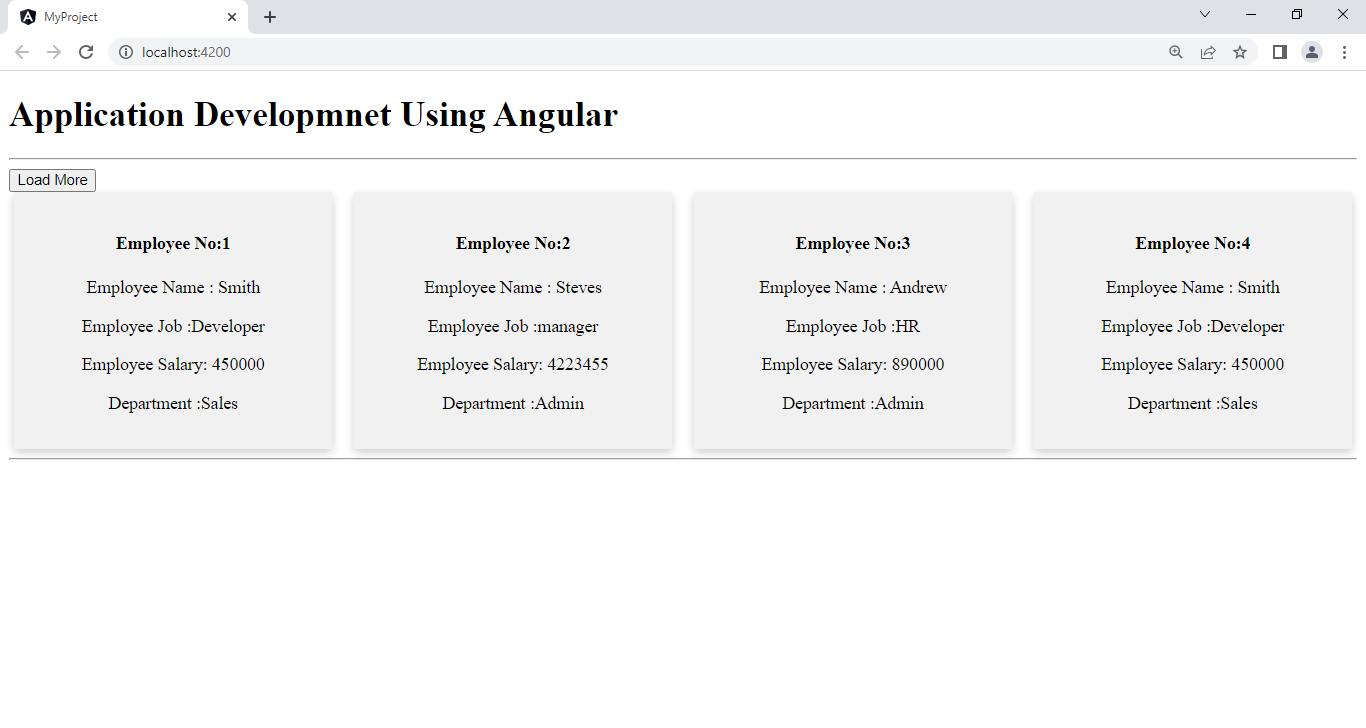 MyProject
localhost:4200
Application Developmnet Using Angular
Load More
Employee No:1
Employee Name : Smith
Employee Job :Developer
Employee Salary: 450000
Department :Sales
Employee No:2
Employee Name : Steves
Employee Job :manager
Employee Salary: 4223455
Department :Admin
Employee No:3
Employee Name : Andrew
Employee Job :HR
Employee Salary: 890000
Department :Admin
Employee No:4
Employee Name : Smith
Employee Job :Developer
Employee Salary: 450000
Department :Sales